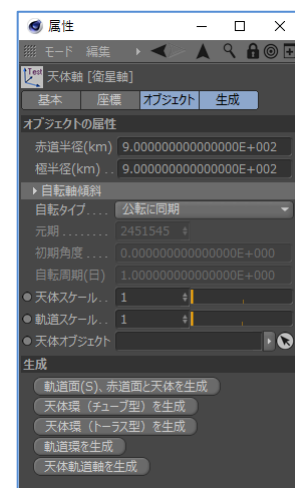 属性
モード 編集
Test
天体軸 [衛星軸]
基本 座標 オブジェクト 生成
オブジェクトの属性
赤道半径(km) 9.000000000000000E+002
極半径(km) .. 9.000000000000000E+002
自転軸傾斜
自転タイプ . . . . 公転に同期
元期 . . . . . . . . 2451545
初期角度 . . . . . 0.000000000000000E+000
自転周期(日) 1.000000000000000E+000
天体スケール. . 1
軌道スケール. . 1
天体オブジェクト
生成
軌道面(S)、赤道面と天体を生成
天体環（チューブ型）を生成
天体環（トーラス型）を生成
軌道環を生成
天体軌道軸を生成